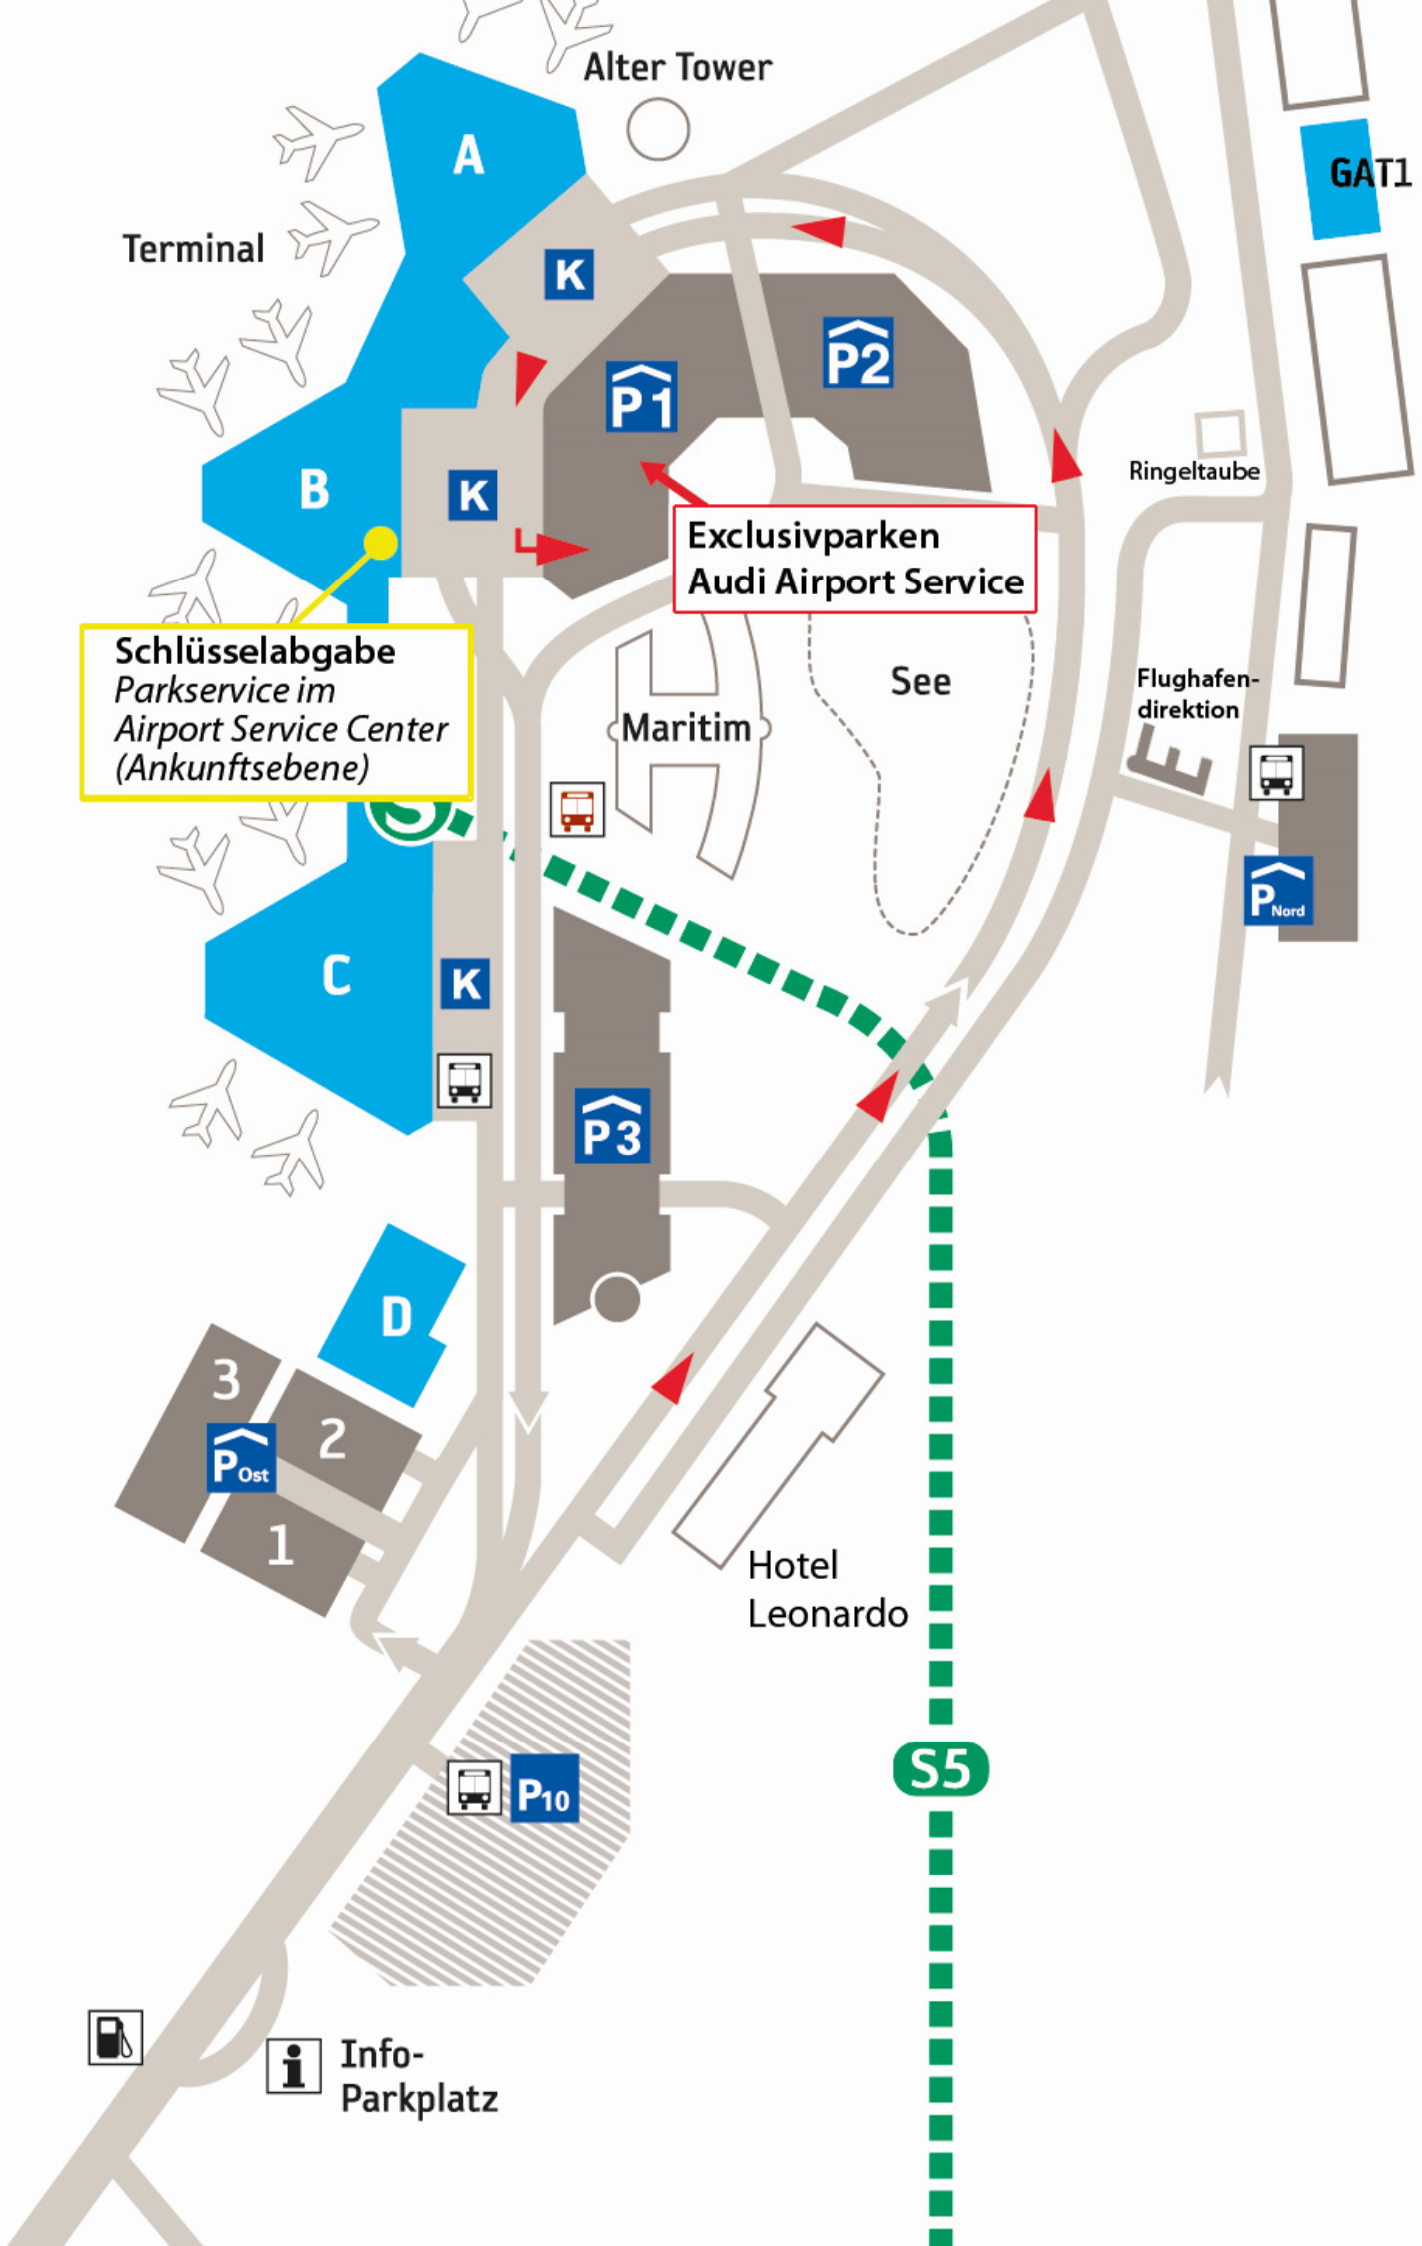 Alter Tower
A
GAT1
Terminal
K
P2
P1
Ringeltaube
B
K
Exclusivparken
Audi Airport Service
Schlüsselabgabe
Parkservice im
Airport Service Center
(Ankunftsebene)
See
Flughafen-
direktion
Maritim
S
P Nord
C
K
P3
D
3
2
P Ost
1
Hotel
Leonardo
S5
P10
i
Info-
Parkplatz